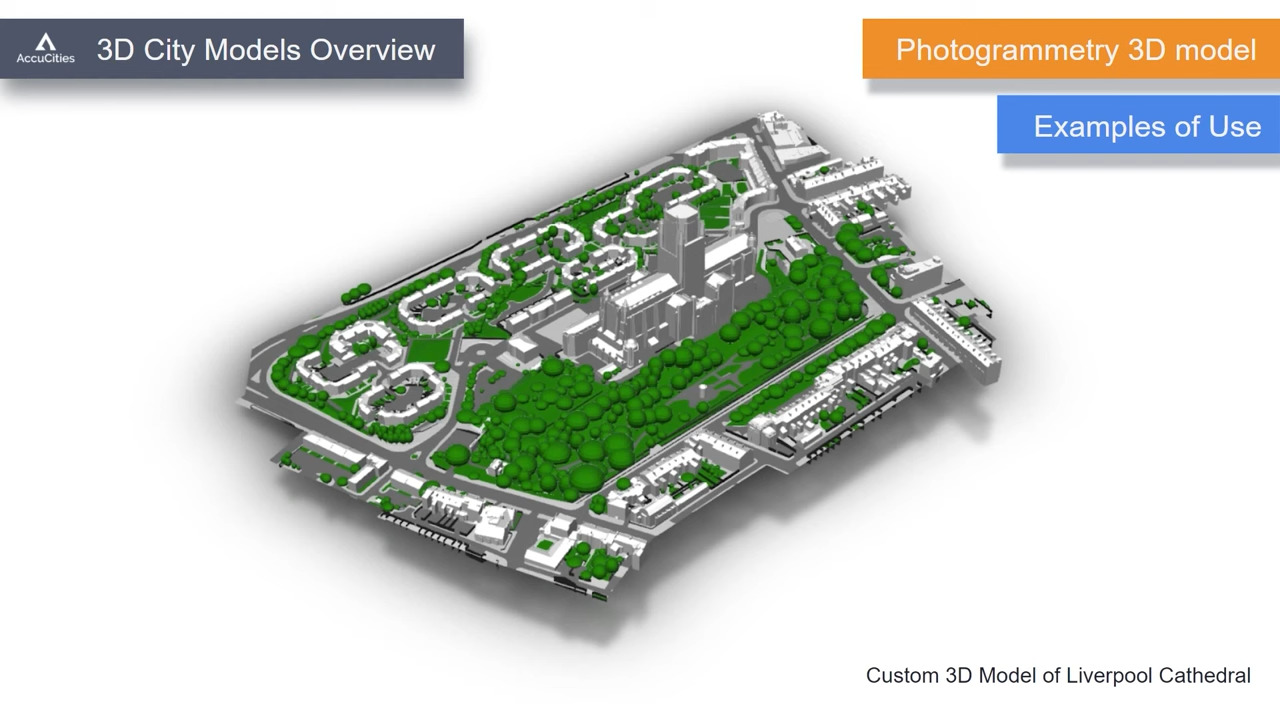 AccuCities
3D City Models Overview
Photogrammetry 3D model
Examples of Use
Custom 3D Model of Liverpool Cathedral